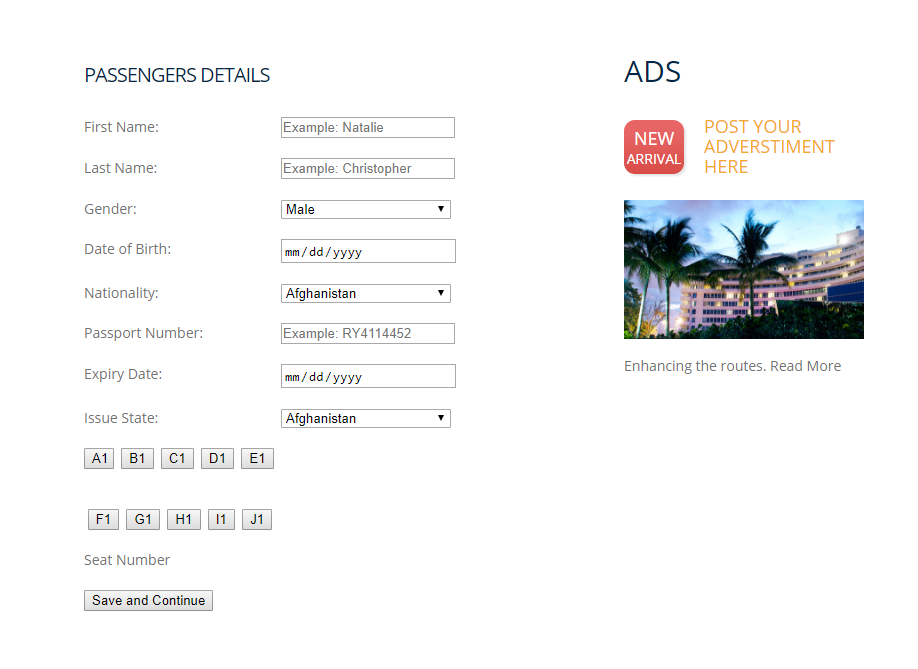 PASSENGERS DETAILS
First Name: Example: Natalie
Last Name: Example: Christopher
Gender: Male
Date of Birth: mm/dd/yyyy
Nationality: Afghanistan
Passport Number: Example: RY4114452
Expiry Date: mm/dd/yyyy
Issue State: Afghanistan
A1 B1 C1 D1 E1
F1 G1 H1 I1 J1
Seat Number
Save and Continue
ADS
NEW
ARRIVAL
POST YOUR
ADVERSTIMENT
HERE
Enhancing the routes. Read More